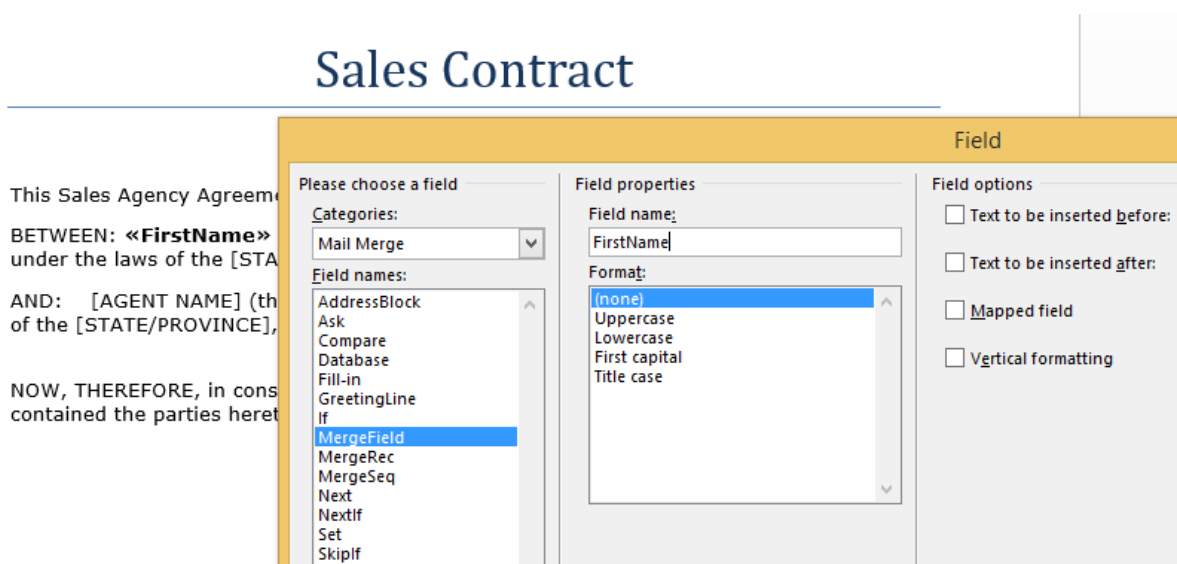 Sales Contract
Field
This Sales Agency Agreeme
BETWEEN: «FirstName»
under the laws of the [STA
AND: [AGENT NAME] (th
of the [STATE/PROVINCE],
NOW, THEREFORE, in cons
contained the parties heret
Please choose a field
Categories:
Mail Merge
Field names:
AddressBlock
Ask
Compare
Database
Fill-in
GreetingLine
If
MergeField
MergeRec
MergeSeq
Next
NextIf
Set
SkipIf
Field properties
Field name:
FirstName
Format:
(none)
Uppercase
Lowercase
First capital
Title case
Field options
Text to be inserted before:
Text to be inserted after:
Mapped field
Vertical formatting